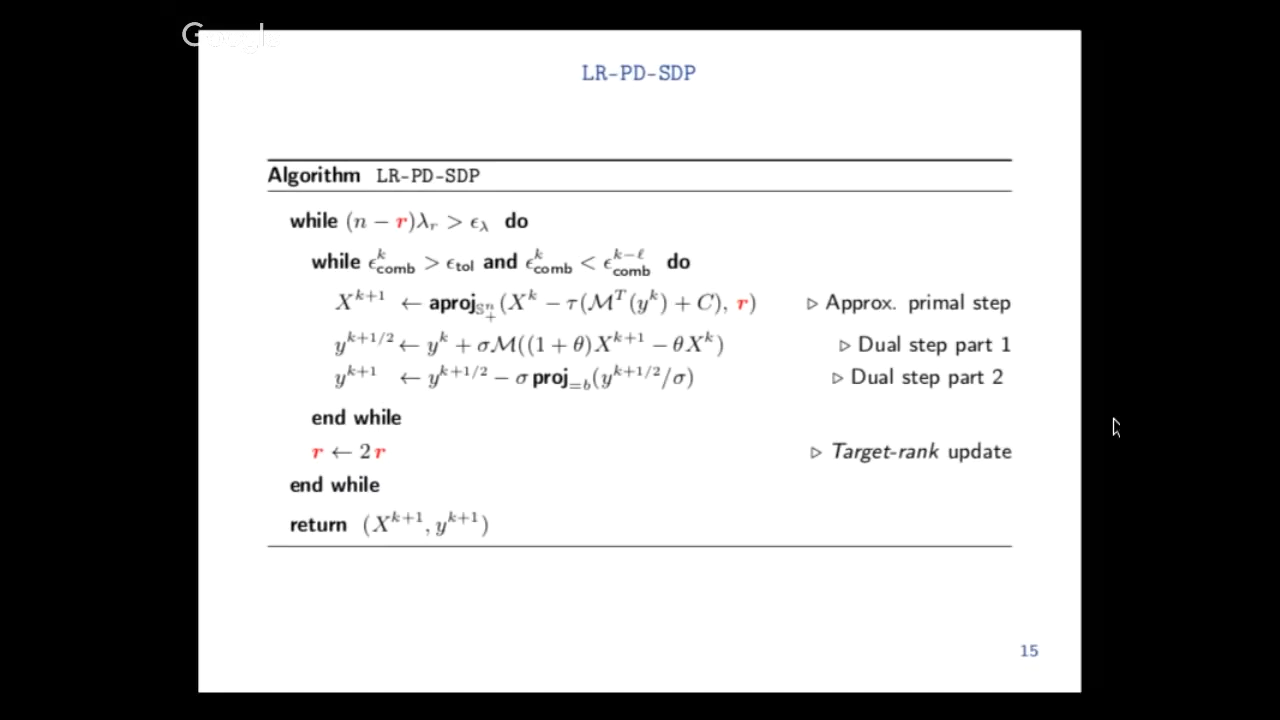 Google
LR-PD-SDP
Algorithm LR-PD-SDP
while (n − r)λ_r > ϵ_λ do
while ϵ^k_comb > ϵ_tol and ϵ^k_comb < ϵ^{k−ℓ}_comb do
X^{k+1} ← aproj_{𝕊^n_+}(X^k − τ(ℳ^T(y^k) + C), r) ▷ Approx. primal step
y^{k+1/2} ← y^k + σℳ((1 + θ)X^{k+1} − θX^k) ▷ Dual step part 1
y^{k+1} ← y^{k+1/2} − σ proj_{=b}(y^{k+1/2}/σ) ▷ Dual step part 2
end while
r ← 2 r ▷ Target-rank update
end while
return (X^{k+1}, y^{k+1})
15